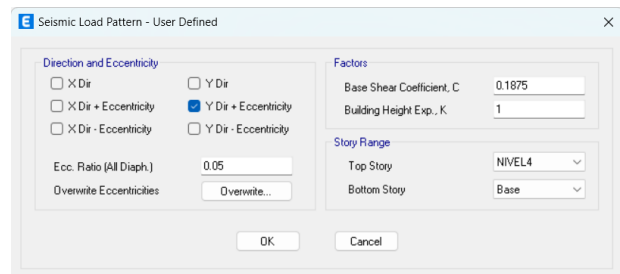 E Seismic Load Pattern - User Defined
Direction and Eccentricity
X Dir
Y Dir
X Dir + Eccentricity
Y Dir + Eccentricity
X Dir - Eccentricity
Y Dir - Eccentricity
Ecc. Ratio (All Diaph.) 0.05
Overwrite Eccentricities Overwrite...
Factors
Base Shear Coefficient, C 0.1875
Building Height Exp., K 1
Story Range
Top Story NIVEL4
Bottom Story Base
OK Cancel